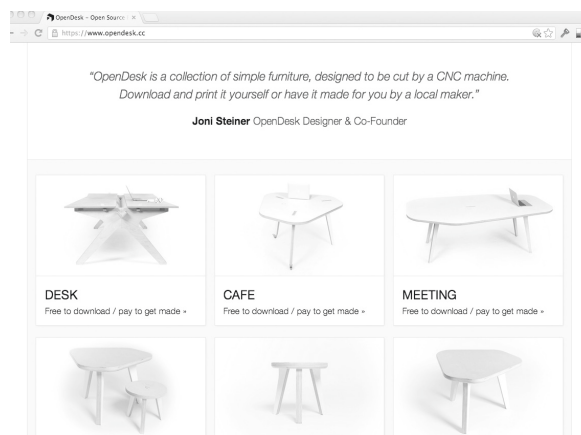 OpenDesk - Open Source
https://www.opendesk.cc
“OpenDesk is a collection of simple furniture, designed to be cut by a CNC machine.
Download and print it yourself or have it made for you by a local maker.”
Joni Steiner OpenDesk Designer & Co-Founder
DESK
Free to download / pay to get made »
CAFE
Free to download / pay to get made »
MEETING
Free to download / pay to get made »